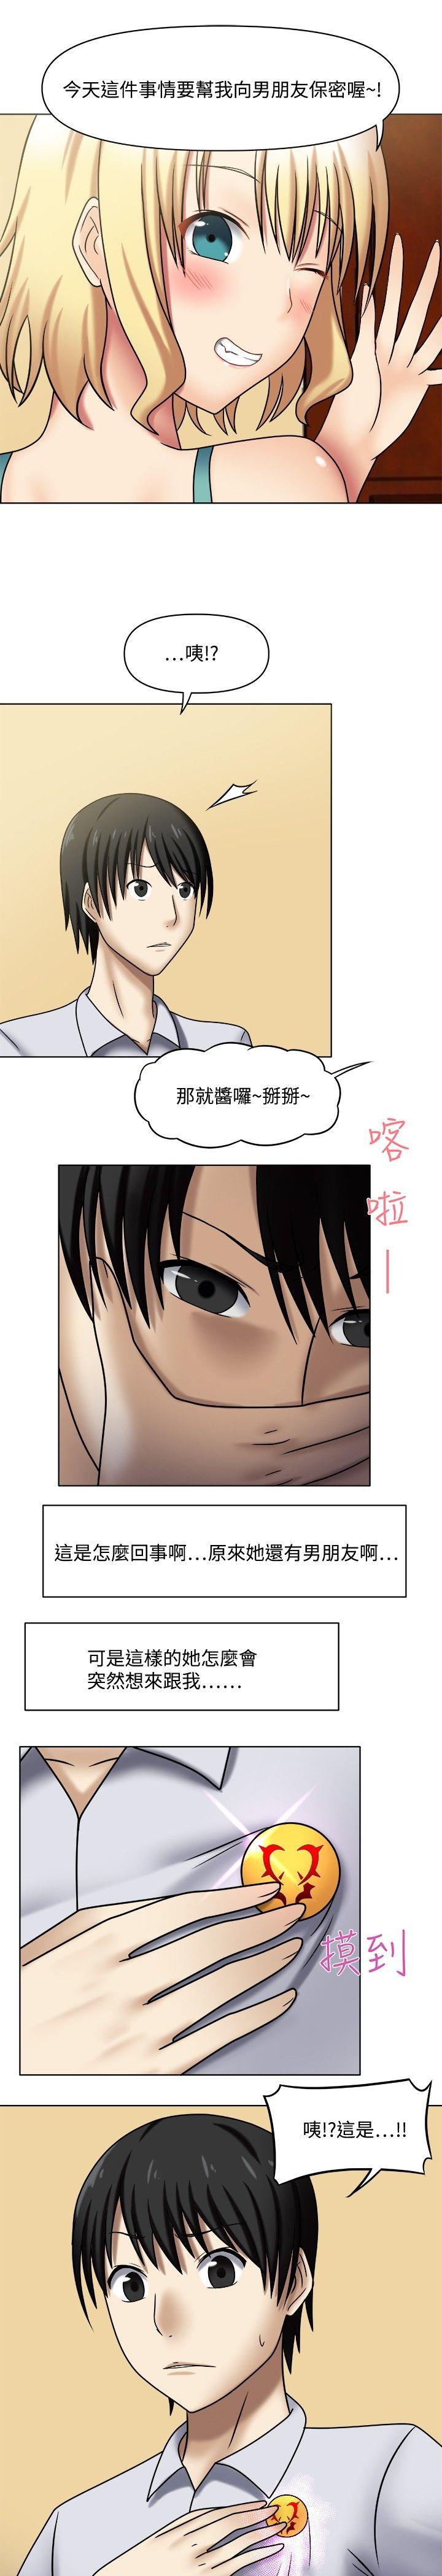 今天這件事情要幫我向男朋友保密喔~!
...咦!?
那就醬囉~掰掰~
喀啦—
這是怎麼回事啊...原來她還有男朋友啊...
可是這樣的她怎麼會
突然想來跟我......
摸到
咦!?這是...!!